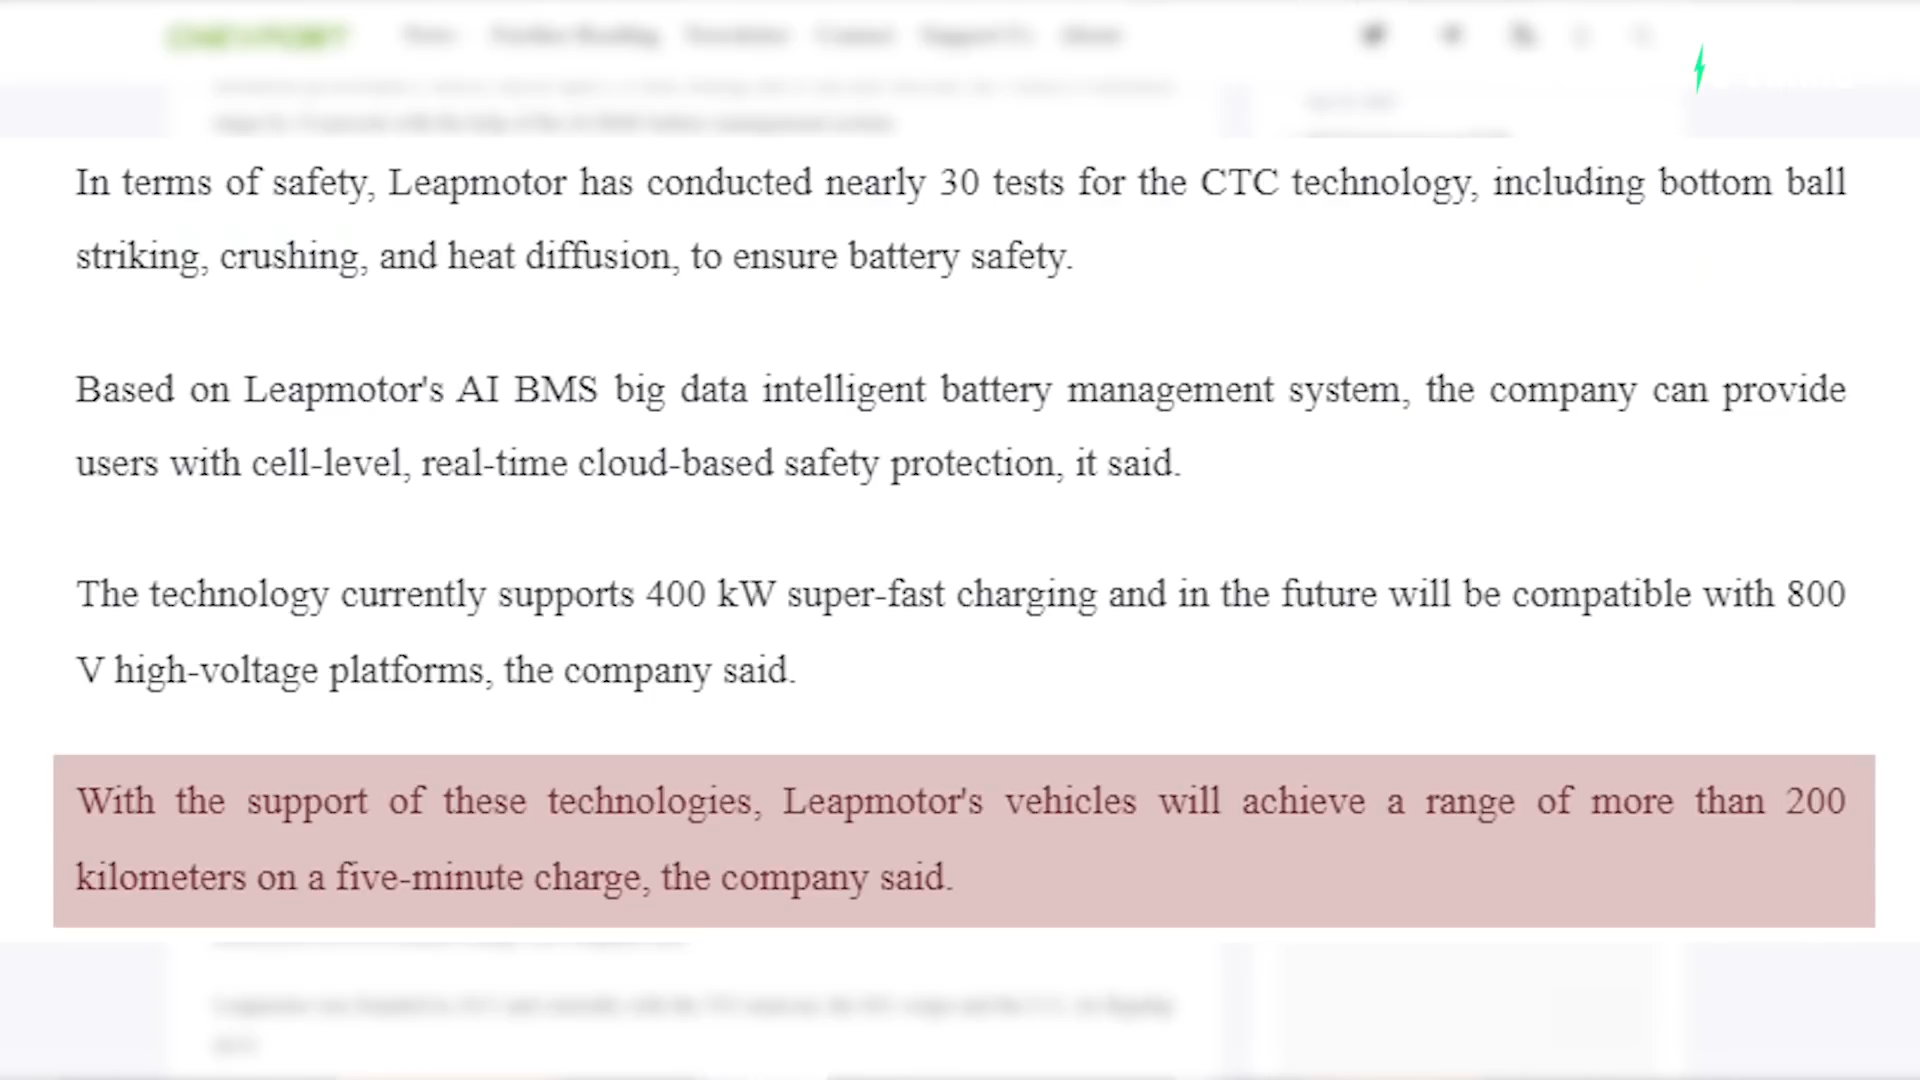 In terms of safety, Leapmotor has conducted nearly 30 tests for the CTC technology, including bottom ball
striking, crushing, and heat diffusion, to ensure battery safety.
Based on Leapmotor's AI BMS big data intelligent battery management system, the company can provide
users with cell-level, real-time cloud-based safety protection, it said.
The technology currently supports 400 kW super-fast charging and in the future will be compatible with 800
V high-voltage platforms, the company said.
With the support of these technologies, Leapmotor's vehicles will achieve a range of more than 200
kilometers on a five-minute charge, the company said.